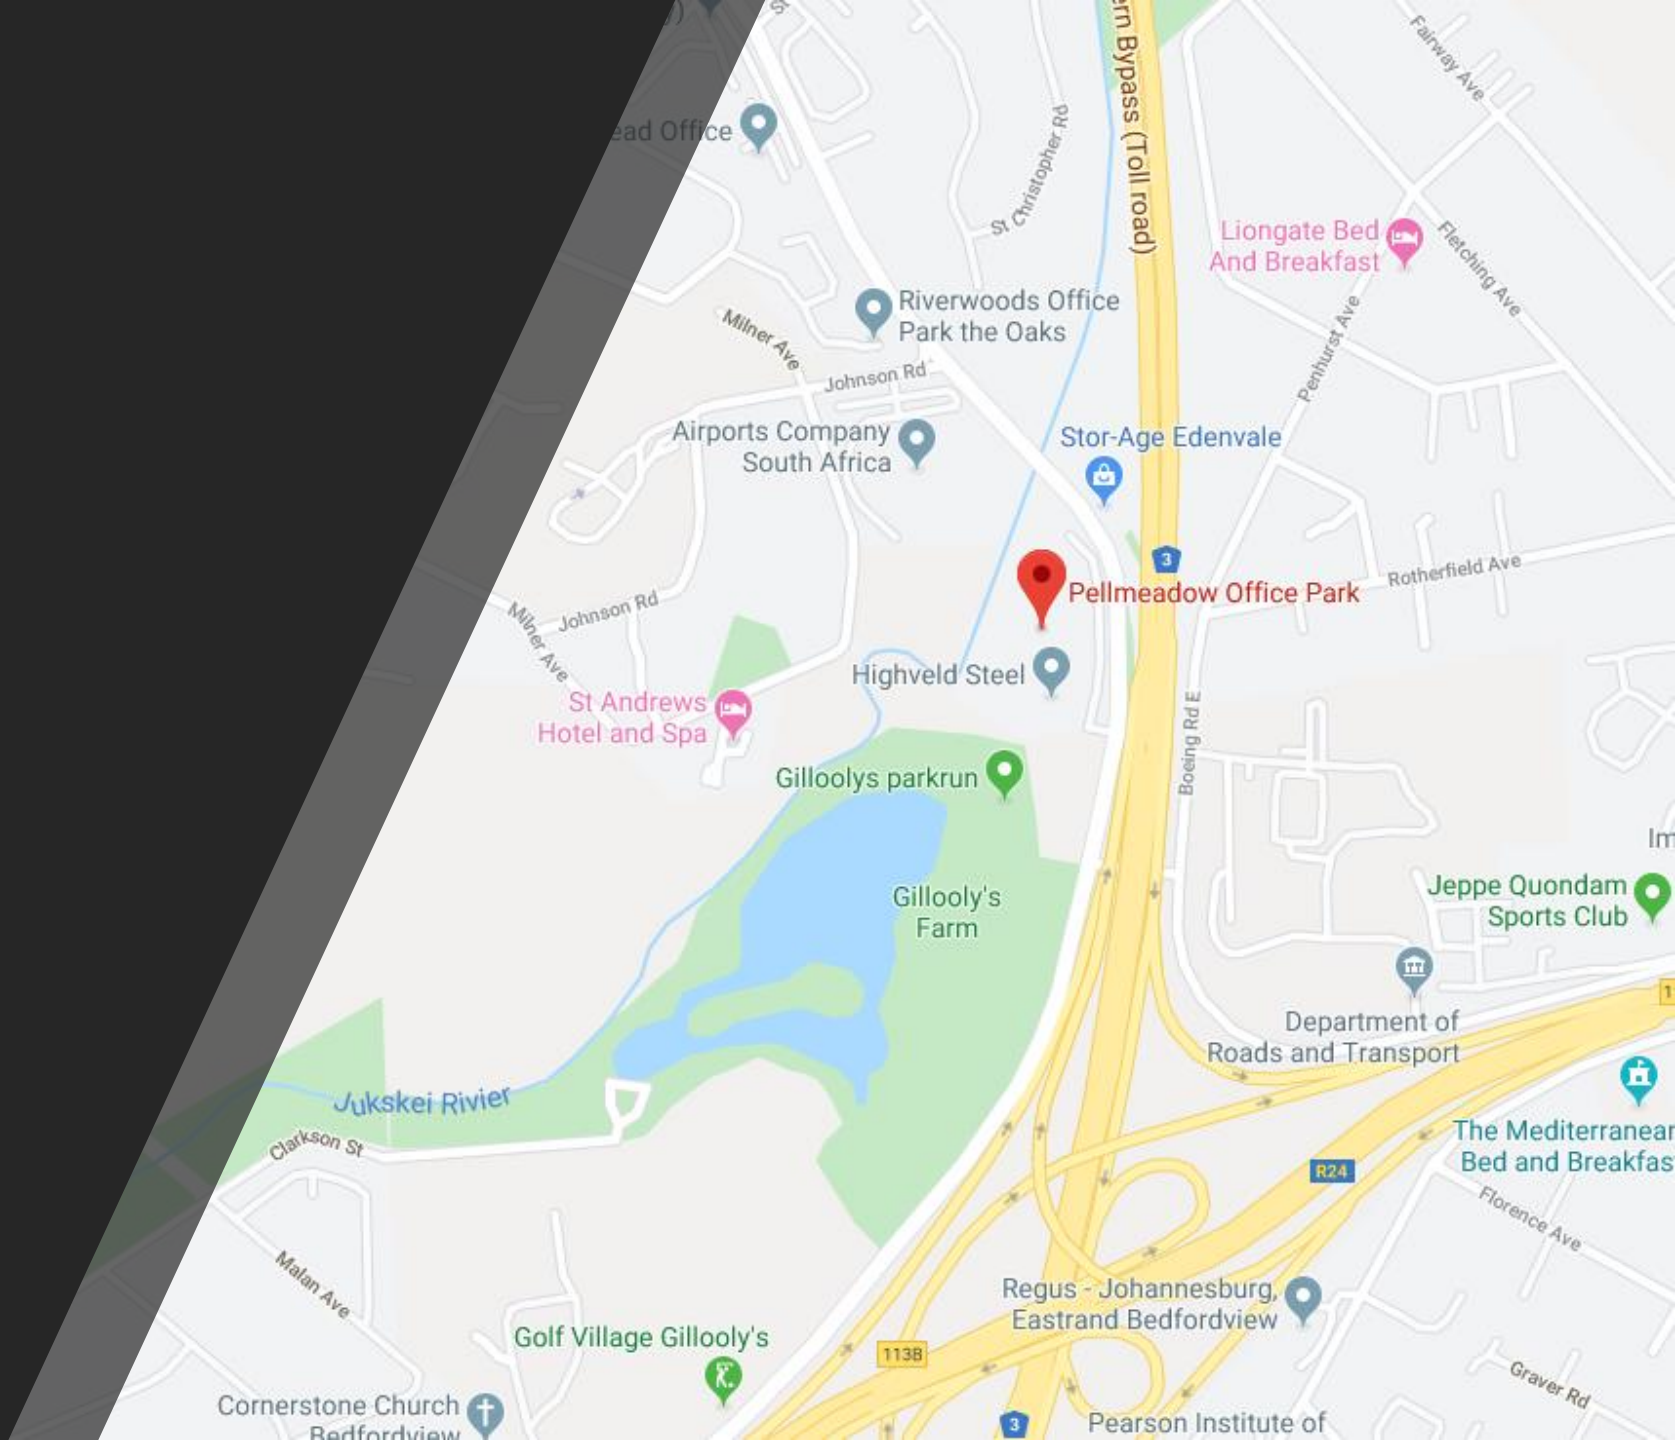 ern Bypass (Toll road)
Fairway Ave
ead Office
St Christopher Rd
Liongate Bed
And Breakfast
Fletching Ave
Riverwoods Office
Park the Oaks
Milner Ave
Penhurst Ave
Johnson Rd
Airports Company
South Africa
Stor-Age Edenvale
3
Rotherfield Ave
Pellmeadow Office Park
Johnson Rd
Milner Ave
Highveld Steel
St Andrews
Hotel and Spa
Boeing Rd E
Gilloolys parkrun
Im
Gillooly's
Farm
Jeppe Quondam
Sports Club
1
Department of
Roads and Transport
Jukskei Rivier
Clarkson St
The Mediterranean
Bed and Breakfas
R24
Florence Ave
Malan Ave
Regus - Johannesburg,
Eastrand Bedfordview
Golf Village Gillooly's
113B
Graver Rd
Cornerstone Church
Bedfordview
3
Pearson Institute of